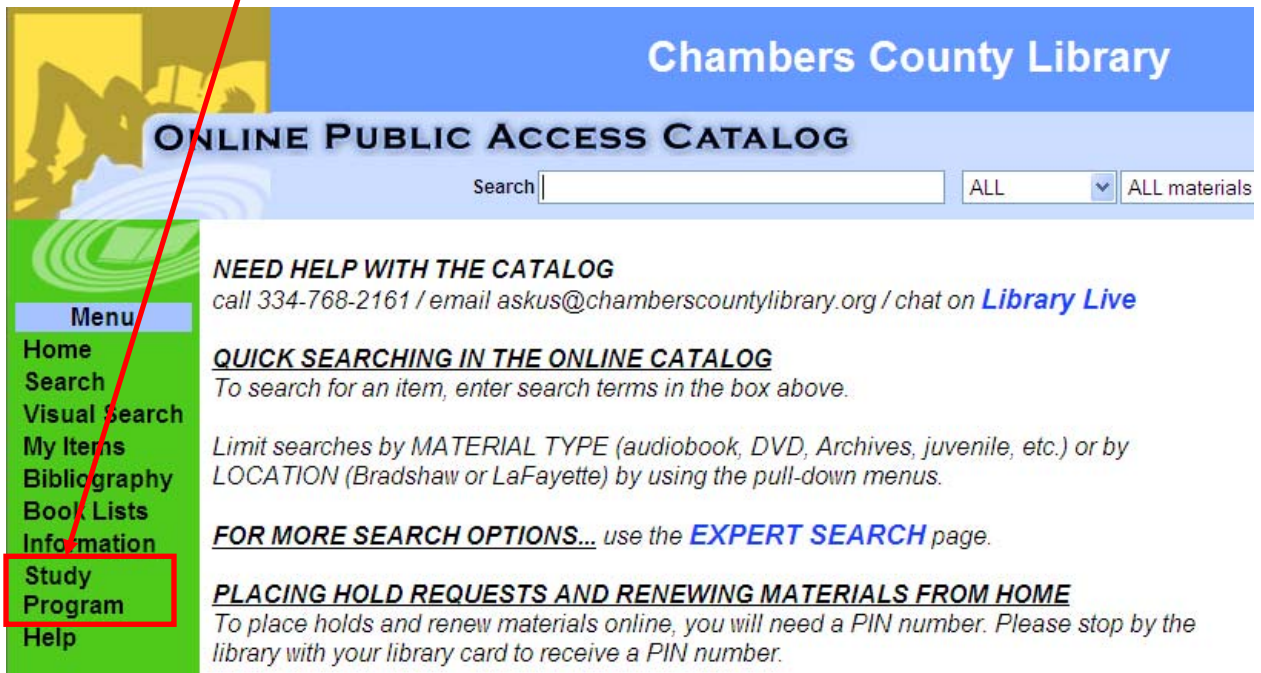 Chambers County Library
ONLINE PUBLIC ACCESS CATALOG
Search ALL ALL materials
Menu
Home
Search
Visual Search
My Items
Bibliography
Book Lists
Information
Study
Program
Help
NEED HELP WITH THE CATALOG
call 334-768-2161 / email askus@chamberscountylibrary.org / chat on Library Live
QUICK SEARCHING IN THE ONLINE CATALOG
To search for an item, enter search terms in the box above.
Limit searches by MATERIAL TYPE (audiobook, DVD, Archives, juvenile, etc.) or by
LOCATION (Bradshaw or LaFayette) by using the pull-down menus.
FOR MORE SEARCH OPTIONS... use the EXPERT SEARCH page.
PLACING HOLD REQUESTS AND RENEWING MATERIALS FROM HOME
To place holds and renew materials online, you will need a PIN number. Please stop by the
library with your library card to receive a PIN number.